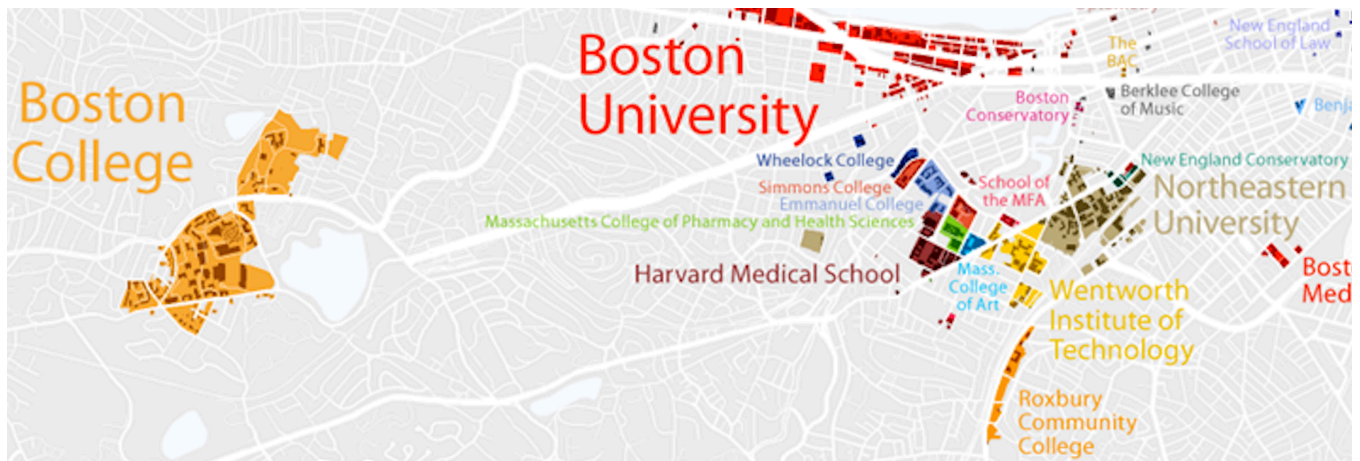 Boston
University
Boston
College
New England
School of Law
The
BAC
Berklee College
of Music
Boston
Conservatory
Wheelock College
Simmons College
Emmanuel College
Massachusetts College of Pharmacy and Health Sciences
Harvard Medical School
School of
the MFA
New England Conservatory
Northeastern
University
Mass.
College
of Art
Wentworth
Institute of
Technology
Roxbury
Community
College